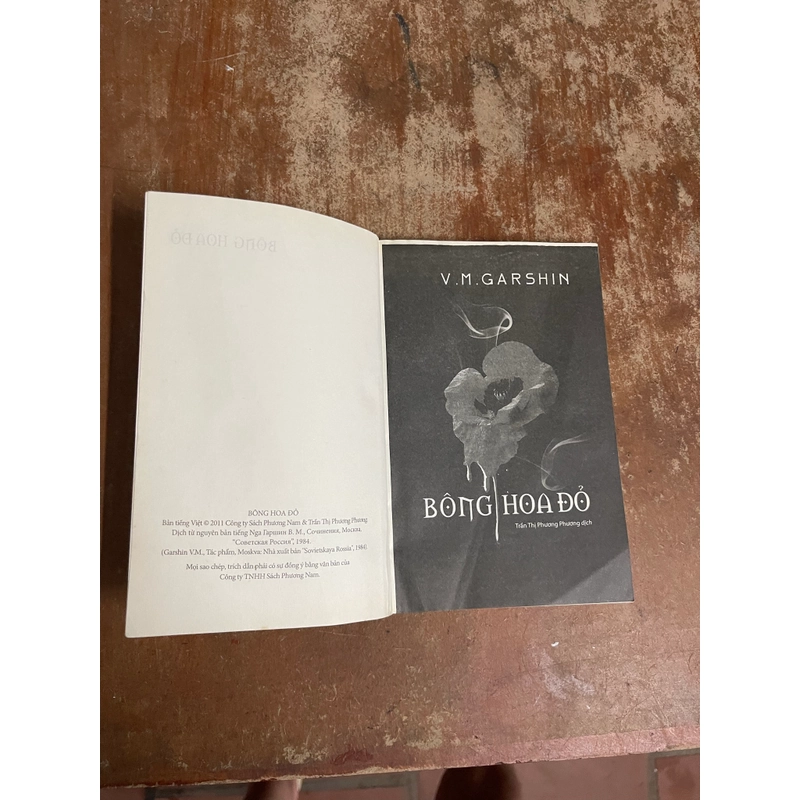 BÔNG HOA ĐỎ
BÔNG HOA ĐỎ
Bản tiếng Việt © 2011 Công ty Sách Phương Nam & Trần Thị Phương Phương
Dịch từ nguyên bản tiếng Nga Гаршин В. М., Сочинения, Москва.
"Советская Россия", 1984.
(Garshin V.M., Tác phẩm, Moskva: Nhà xuất bản "Sovietskaya Rossia", 1984)
Mọi sao chép, trích dẫn phải có sự đồng ý bằng văn bản của
Công ty TNHH Sách Phương Nam.
V.M.GARSHIN
BÔNG HOA ĐỎ
Trần Thị Phương Phương dịch